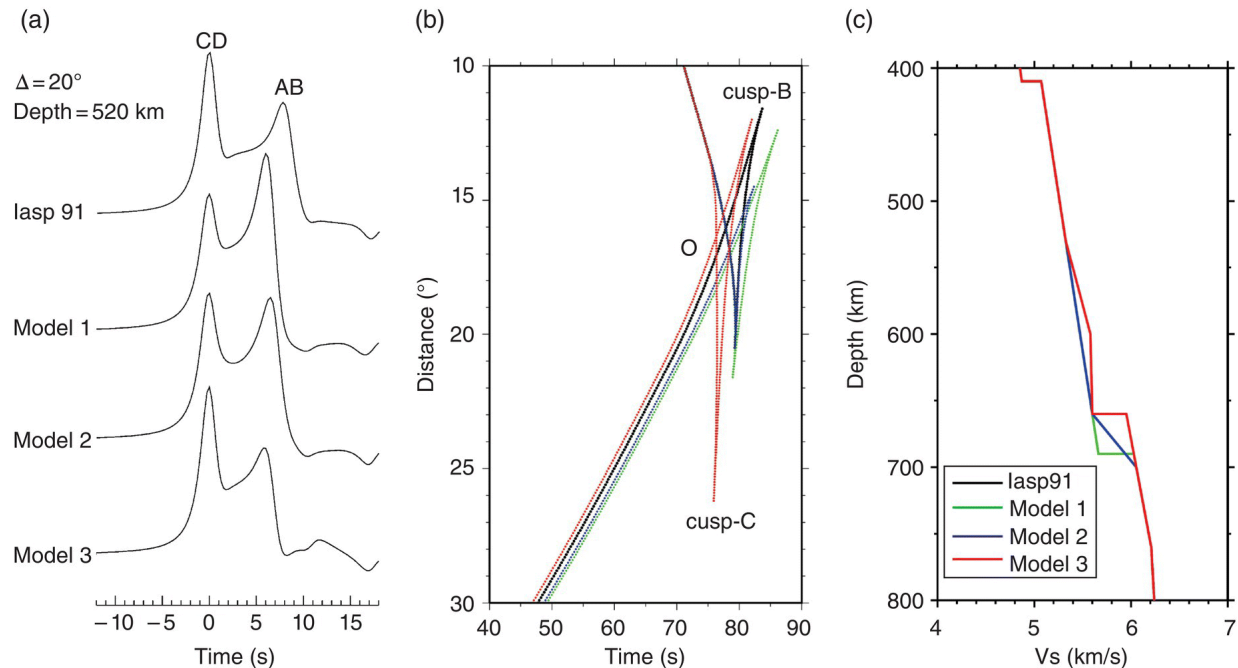 (a)
CD
AB
Δ = 20°
Depth = 520 km
Iasp 91
Model 1
Model 2
Model 3
−10 −5 0 5 10 15
Time (s)
(b)
10
15
20
25
30
Distance (°)
cusp-B
O
cusp-C
40 50 60 70 80 90
Time (s)
(c)
400
500
600
700
800
Depth (km)
Iasp91
Model 1
Model 2
Model 3
4 5 6 7
Vs (km/s)